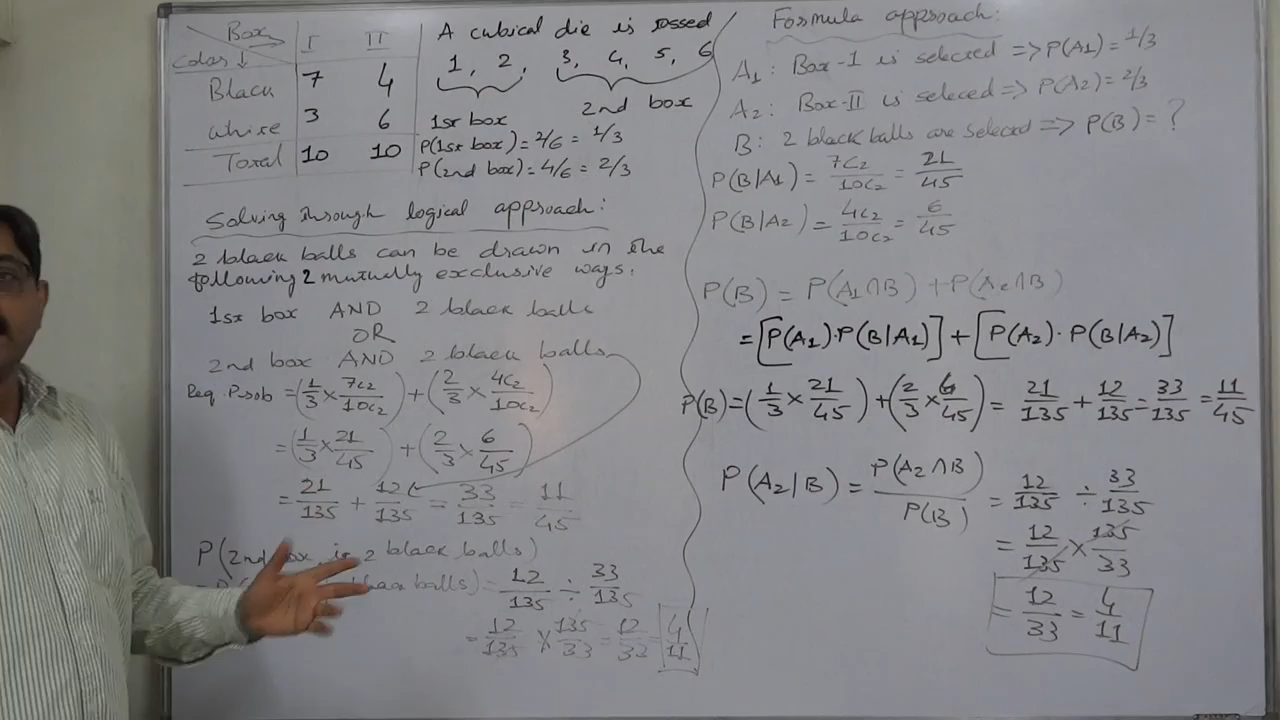 Box I II
Color ↓
Black 7 4
White 3 6
Total 10 10
A cubical die is tossed
1, 2, 3, 4, 5, 6
1st box 2nd box
P(1st box) = 2/6 = 1/3
P(2nd box) = 4/6 = 2/3
Solving through logical approach:
2 black balls can be drawn in the
following 2 mutually exclusive ways.
1st box AND 2 black balls
OR
2nd box AND 2 black balls
Req. Prob = (1/3 × 7C2/10C2) + (2/3 × 4C2/10C2)
= (1/3 × 21/45) + (2/3 × 6/45)
= 21/135 + 12/135 = 33/135 = 11/45
P(2nd box is 2 black balls)
balls) = 12/135 ÷ 33/135
= 12/135 × 135/33 = 12/33 = 4/11
Formula approach:
A1: Box-I is selected => P(A1) = 1/3
A2: Box-II is seleced => P(A2) = 2/3
B: 2 black balls are selected => P(B) = ?
P(B|A1) = 7C2/10C2 = 21/45
P(B|A2) = 4C2/10C2 = 6/45
P(B) = P(A1∩B) + P(A2∩B)
= [P(A1)·P(B|A1)] + [P(A2)·P(B|A2)]
P(B) = (1/3 × 21/45) + (2/3 × 6/45) = 21/135 + 12/135 = 33/135 = 11/45
P(A2|B) = P(A2∩B)/P(B) = 12/135 ÷ 33/135
= 12/135 × 135/33
= 12/33 = 4/11